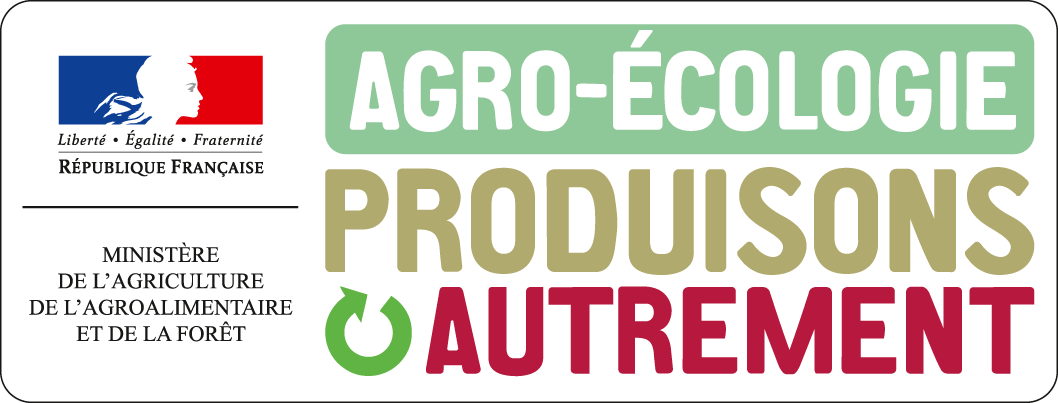 Liberté • Égalité • Fraternité
RÉPUBLIQUE FRANÇAISE
MINISTÈRE
DE L’AGRICULTURE
DE L’AGROALIMENTAIRE
ET DE LA FORÊT
AGRO-ÉCOLOGIE
PRODUISONS
AUTREMENT